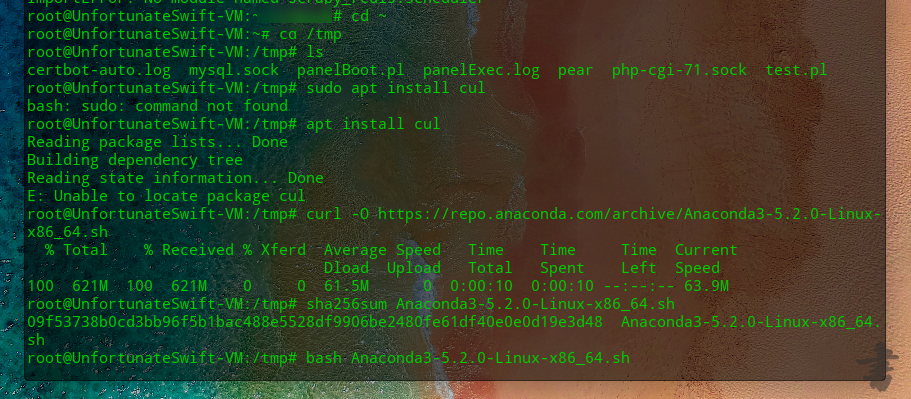 ImportError: No module named scrapy_redis.scheduler
root@UnfortunateSwift-VM:~ # cd ~
root@UnfortunateSwift-VM:~# cd /tmp
root@UnfortunateSwift-VM:/tmp# ls
certbot-auto.log  mysql.sock  panelBoot.pl  panelExec.log  pear  php-cgi-71.sock  test.pl
root@UnfortunateSwift-VM:/tmp# sudo apt install cul
bash: sudo: command not found
root@UnfortunateSwift-VM:/tmp# apt install cul
Reading package lists... Done
Building dependency tree
Reading state information... Done
E: Unable to locate package cul
root@UnfortunateSwift-VM:/tmp# curl -O https://repo.anaconda.com/archive/Anaconda3-5.2.0-Linux-
x86_64.sh
  % Total    % Received % Xferd  Average Speed   Time    Time     Time  Current
                                 Dload  Upload   Total   Spent    Left  Speed
100  621M  100  621M    0     0  61.5M      0  0:00:10  0:00:10 --:--:-- 63.9M
root@UnfortunateSwift-VM:/tmp# sha256sum Anaconda3-5.2.0-Linux-x86_64.sh
09f53738b0cd3bb96f5b1bac488e5528df9906be2480fe61df40e0e0d19e3d48  Anaconda3-5.2.0-Linux-x86_64.
sh
root@UnfortunateSwift-VM:/tmp# bash Anaconda3-5.2.0-Linux-x86_64.sh